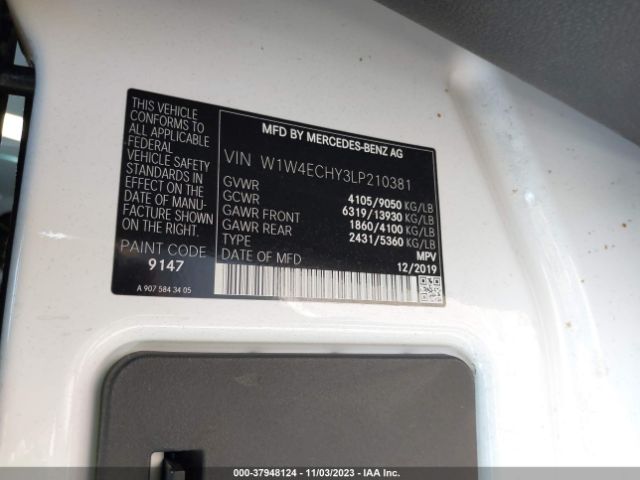 THIS VEHICLE
CONFORMS TO
ALL APPLICABLE
FEDERAL
VEHICLE SAFETY
STANDARDS IN
EFFECT ON THE
DATE OF MANU-
FACTURE SHOWN
ABOVE.
PAINT CODE
9147
A 907 584 34 05
MFD BY MERCEDES-BENZ AG
VIN W1W4ECHY3LP210381
GVWR 4105/9050 KG/LB
GCWR 6319/13930 KG/LB
GAWR FRONT 1860/4100 KG/LB
GAWR REAR 2431/5360 KG/LB
TYPE MPV
DATE OF MFD 12/2019
000-37948124 - 11/03/2023 - IAA Inc.